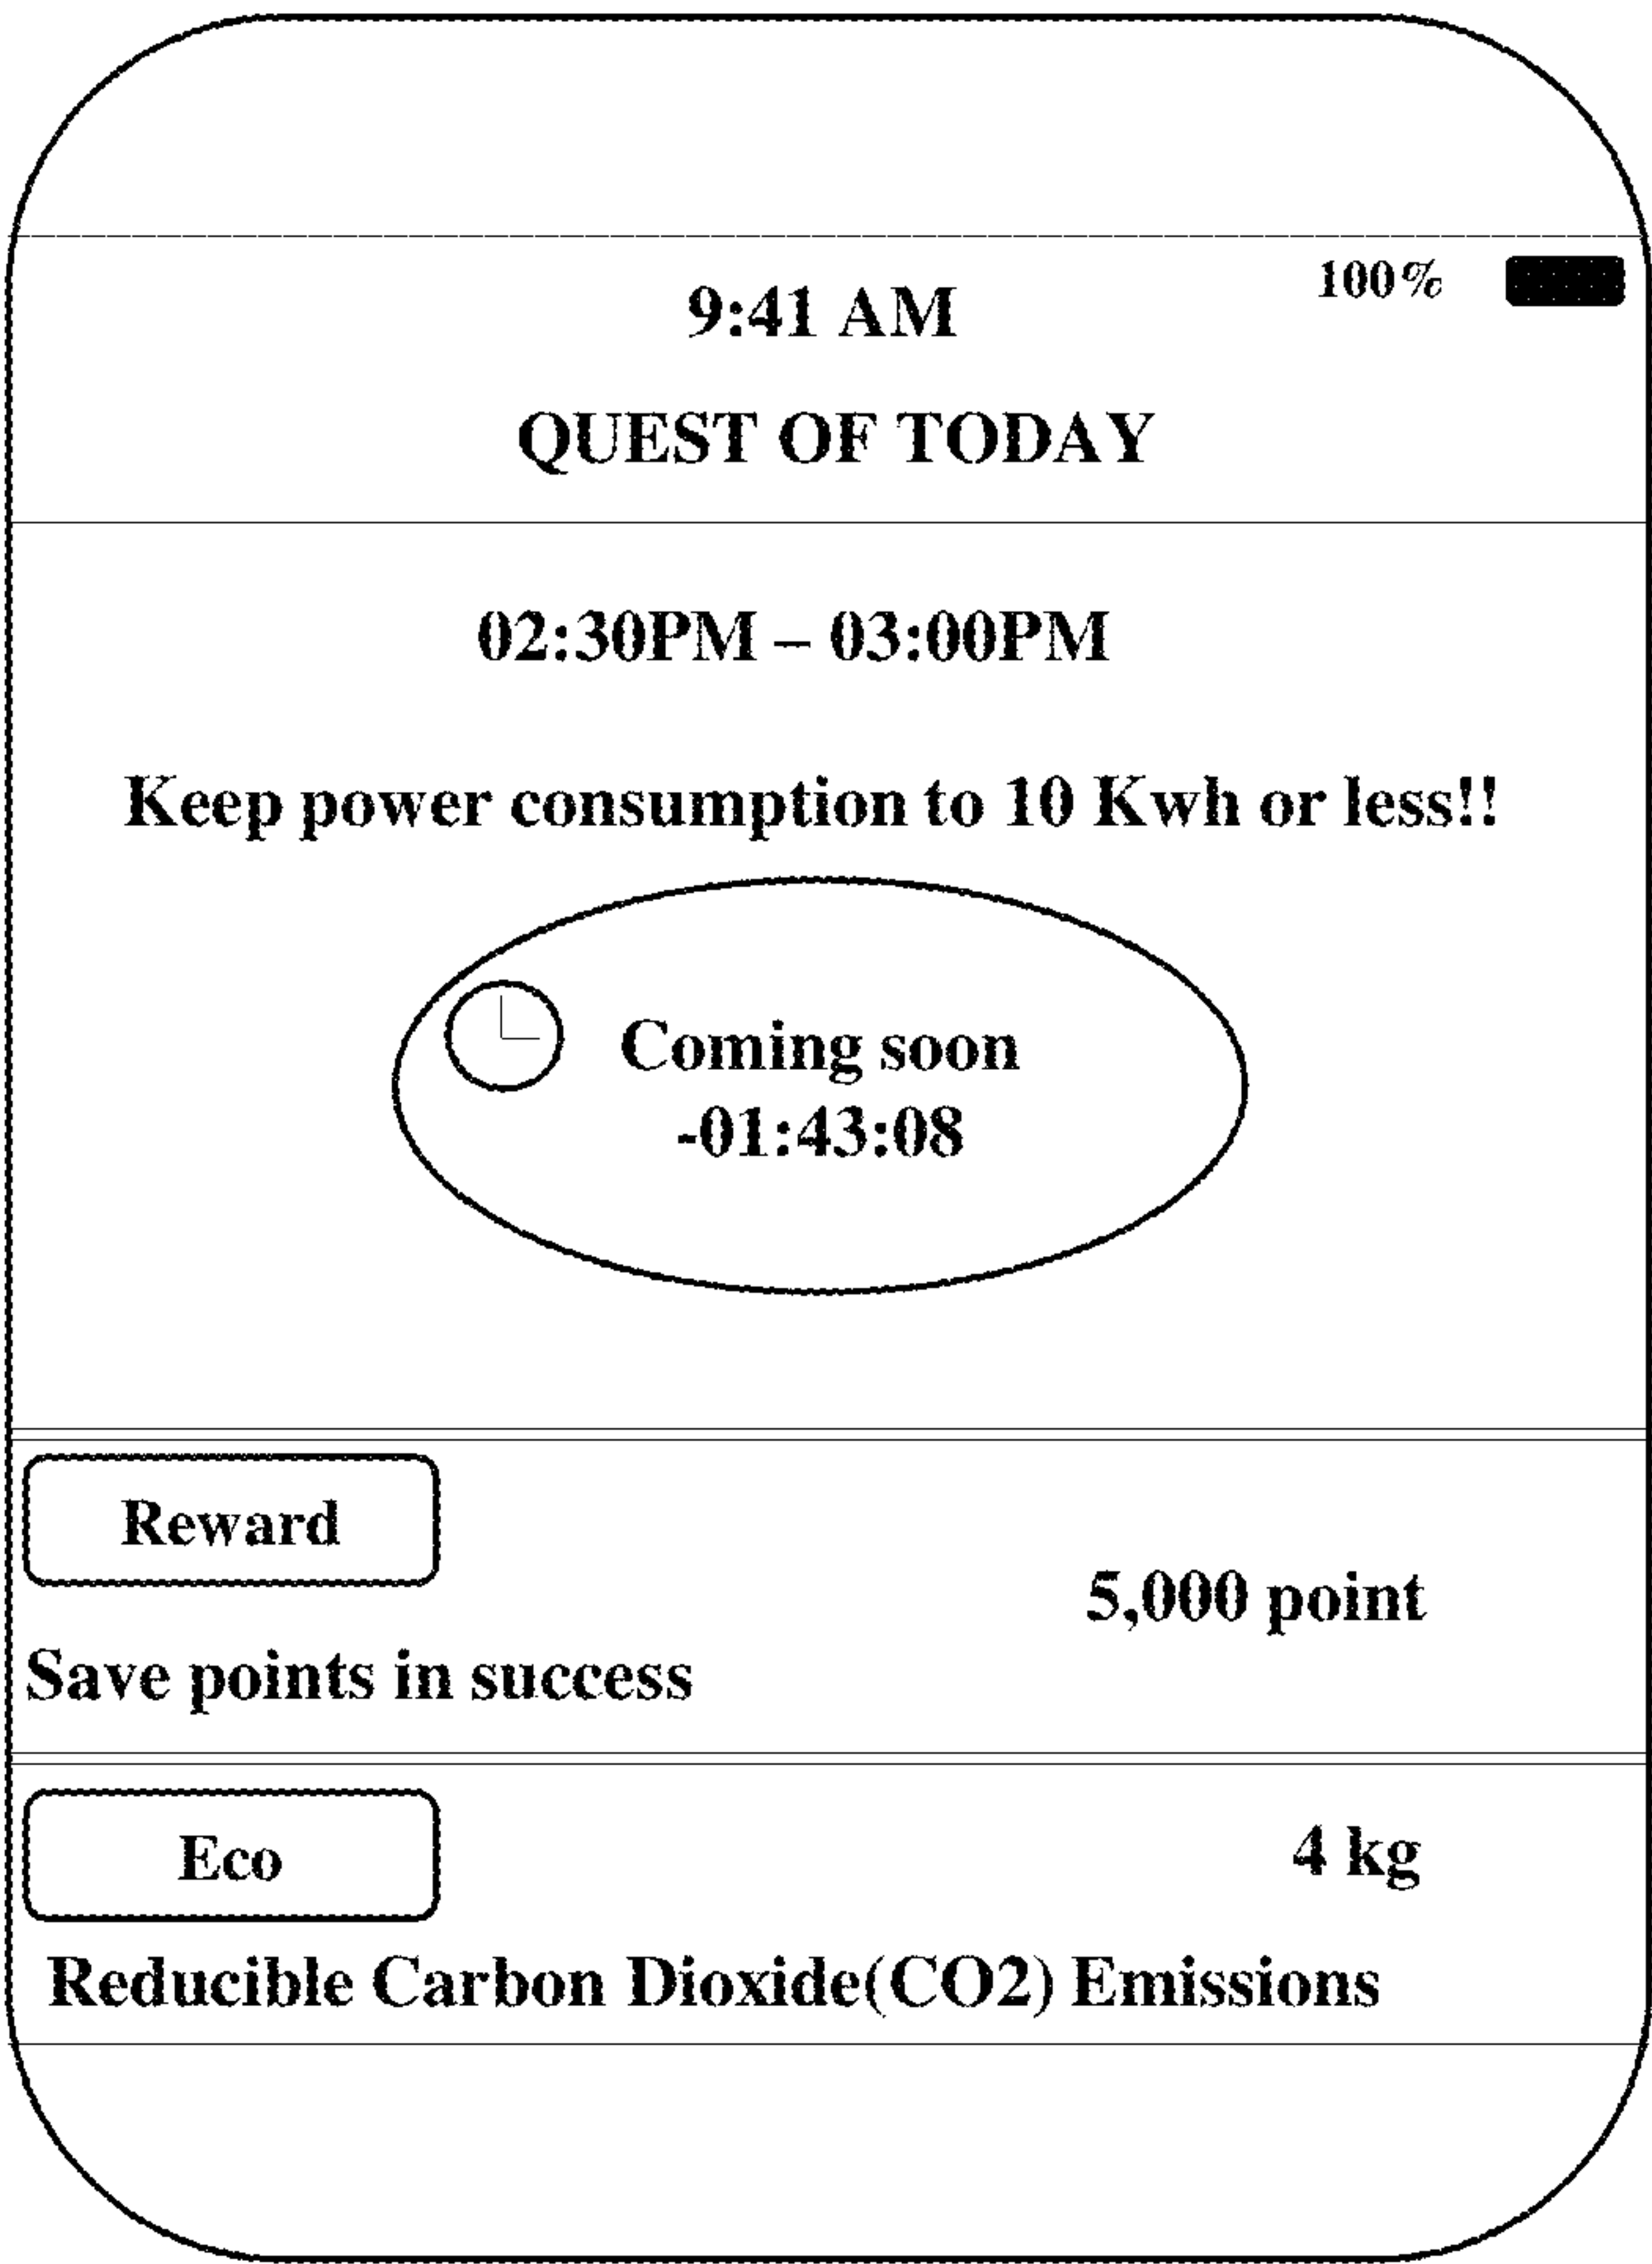 100%
9:41 AM
QUEST OF TODAY
02:30PM – 03:00PM
Keep power consumption to 10 Kwh or less!!
Coming soon
-01:43:08
Reward
5,000 point
Save points in success
Eco
4 kg
Reducible Carbon Dioxide(CO2) Emissions